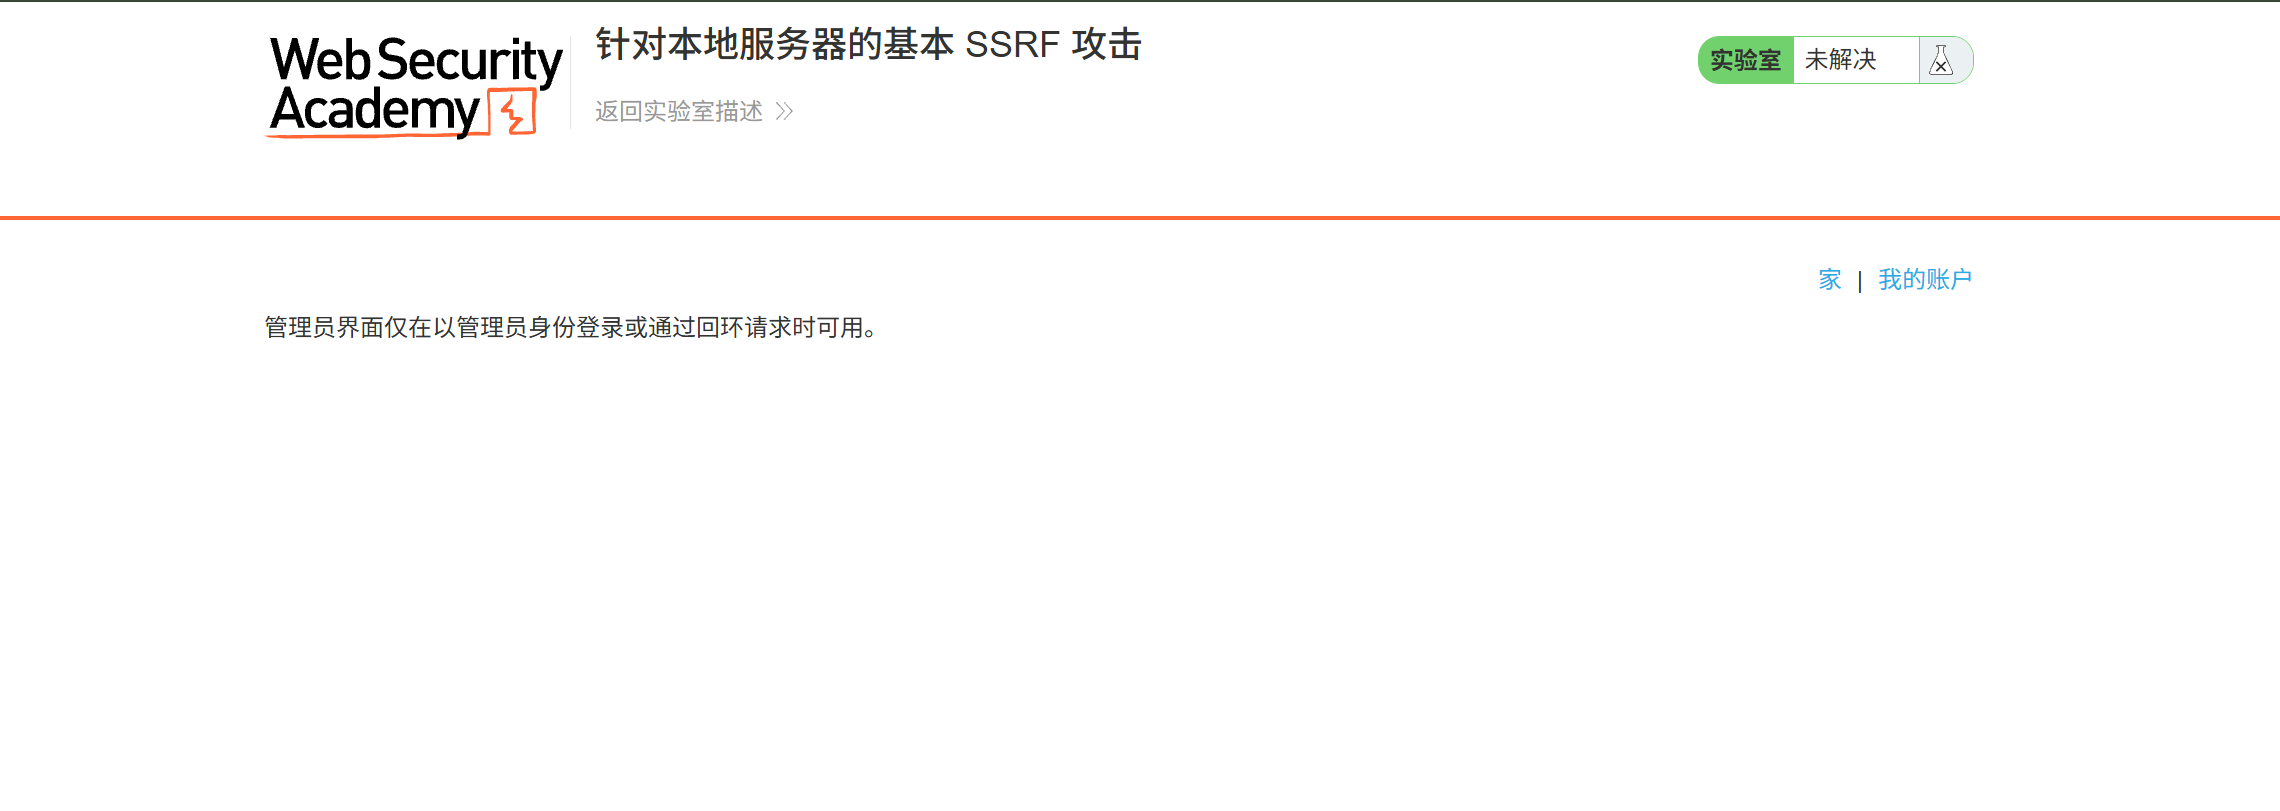 Web Security
Academy
针对本地服务器的基本 SSRF 攻击
返回实验室描述
实验室 未解决
家 | 我的账户
管理员界面仅在以管理员身份登录或通过回环请求时可用。